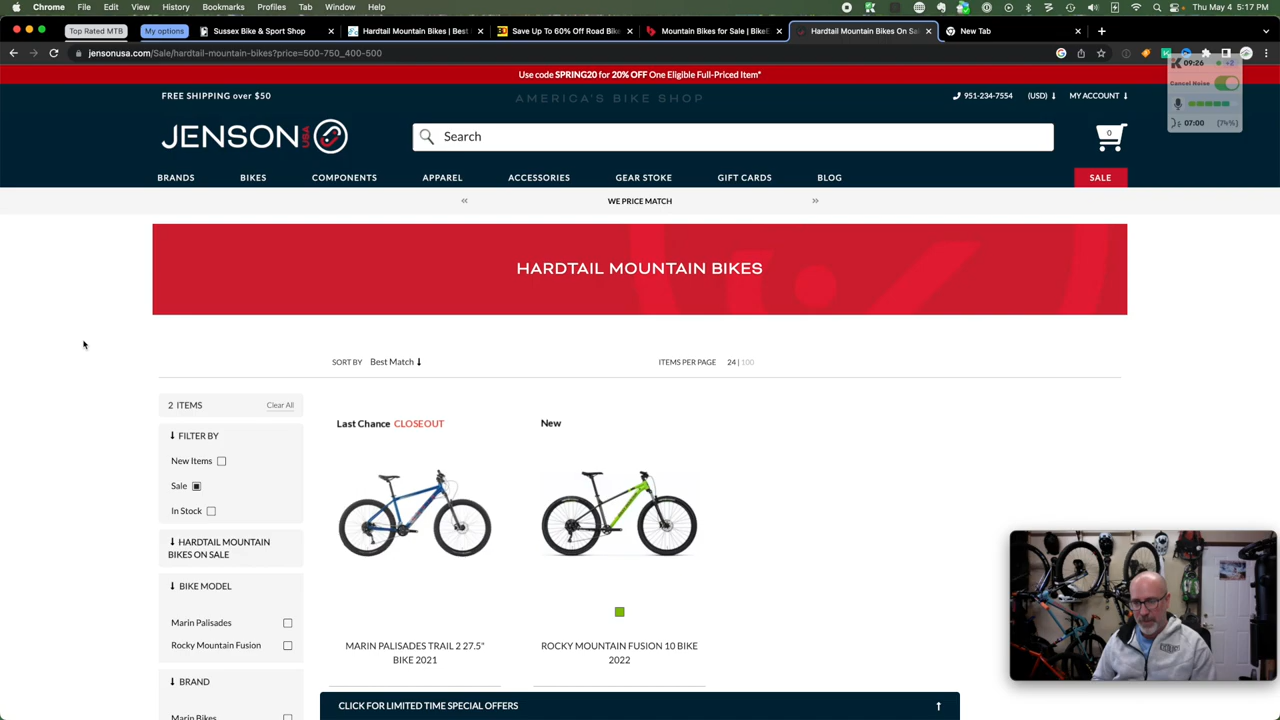 Chrome File Edit View History Bookmarks Profiles Tab Window Help
Top Rated MTB
My options
Sussex Bike & Sport Shop
Hardtail Mountain Bikes | Best
Save Up To 60% Off Road Bik
Mountain Bikes for Sale | BikeE
Hardtail Mountain Bikes On Sal
New Tab
jensonusa.com/Sale/hardtail-mountain-bikes?price=500-750_400-500
Use code SPRING20 for 20% OFF One Eligible Full-Priced Item*
09:26 +2
Cancel Noise
07:00 (74%)
FREE SHIPPING over $50
AMERICA'S BIKE SHOP
951-234-7554
(USD)
MY ACCOUNT
JENSON USA
Search
0
BRANDS BIKES COMPONENTS APPAREL ACCESSORIES GEAR STOKE GIFT CARDS BLOG SALE
« WE PRICE MATCH »
HARDTAIL MOUNTAIN BIKES
SORT BY Best Match
ITEMS PER PAGE 24 | 100
2 ITEMS Clear All
FILTER BY
New Items
Sale
In Stock
HARDTAIL MOUNTAIN
BIKES ON SALE
BIKE MODEL
Marin Palisades
Rocky Mountain Fusion
BRAND
Marin Bikes
Last Chance CLOSEOUT
New
MARIN PALISADES TRAIL 2 27.5"
BIKE 2021
ROCKY MOUNTAIN FUSION 10 BIKE
2022
CLICK FOR LIMITED TIME SPECIAL OFFERS